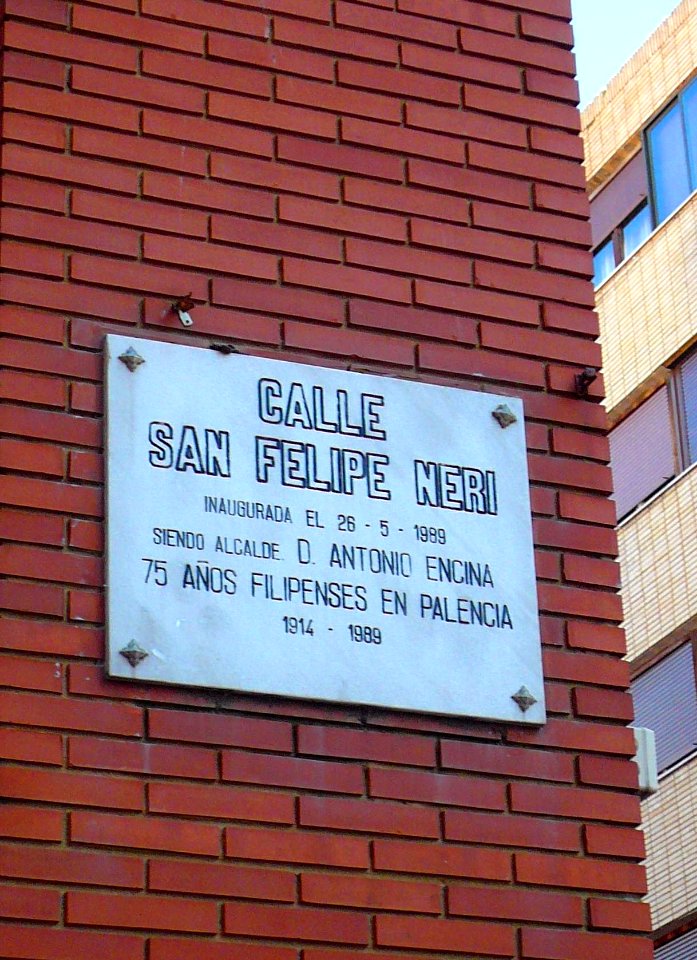 CALLE
SAN FELIPE NERI
INAUGURADA EL 26 - 5 - 1989
SIENDO ALCALDE. D. ANTONIO ENCINA
75 AÑOS FILIPENSES EN PALENCIA
1914 - 1989